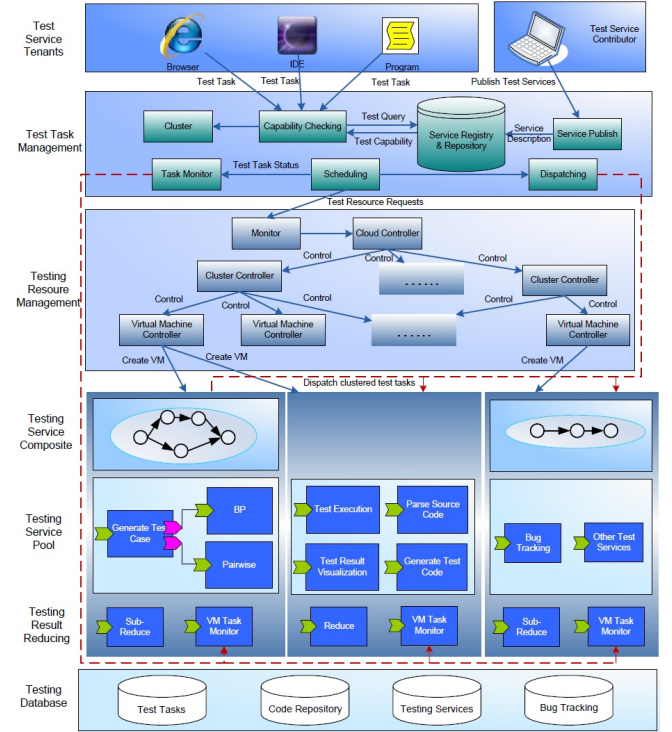 Test
Service
Tenants
Browser
IDE
Program
Test Service
Contributor
Test Task
Test Task
Test Task
Publish Test Services
Test Task
Management
Cluster
Capability Checking
Test Query
Test Capability
Service Registry
& Repository
Service
Description
Service Publish
Task Monitor
Test Task Status
Scheduling
Dispatching
Test Resource Requests
Testing
Resoure
Management
Monitor
Cloud Controller
Control
Control
Control
Cluster Controller
......
Cluster Controller
Control
Control
Control
Control
Control
Virtual Machine
Controller
Virtual Machine
Controller
......
Virtual Machine
Controller
Create VM
Create VM
Create VM
Dispatch clustered test tasks
Testing
Service
Composite
Testing
Service
Pool
Generate Test
Case
BP
Pairwise
Test Execution
Parse Source
Code
Test Result
Visualization
Generate Test
Code
Bug
Tracking
Other Test
Services
Testing
Result
Reducing
Sub-
Reduce
VM Task
Monitor
Reduce
VM Task
Monitor
Sub-
Reduce
VM Task
Monitor
Testing
Database
Test Tasks
Code Repository
Testing Services
Bug Tracking